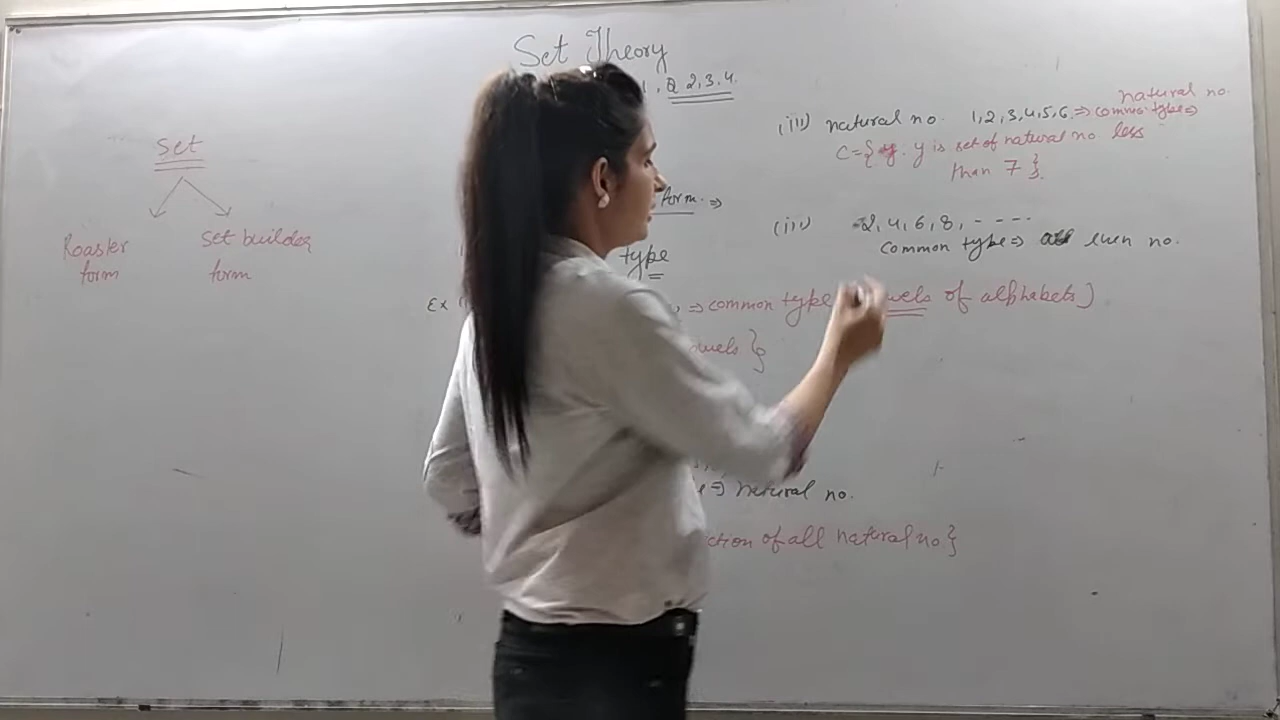 Set Theory
1, 2, 3, 4.
Set
Roaster
form
set builder
form
form. ⇒
type
Ex
⇒ common type vowels of alphabets)
vowels }
⇒ natural no.
ction of all natural no}
natural no.
(iii) natural no. 1,2,3,4,5,6. ⇒ common type ⇒
C={ y. y is set of natural no less
than 7 }.
2, 4, 6, 8, - - - -
common type ⇒ all even no.